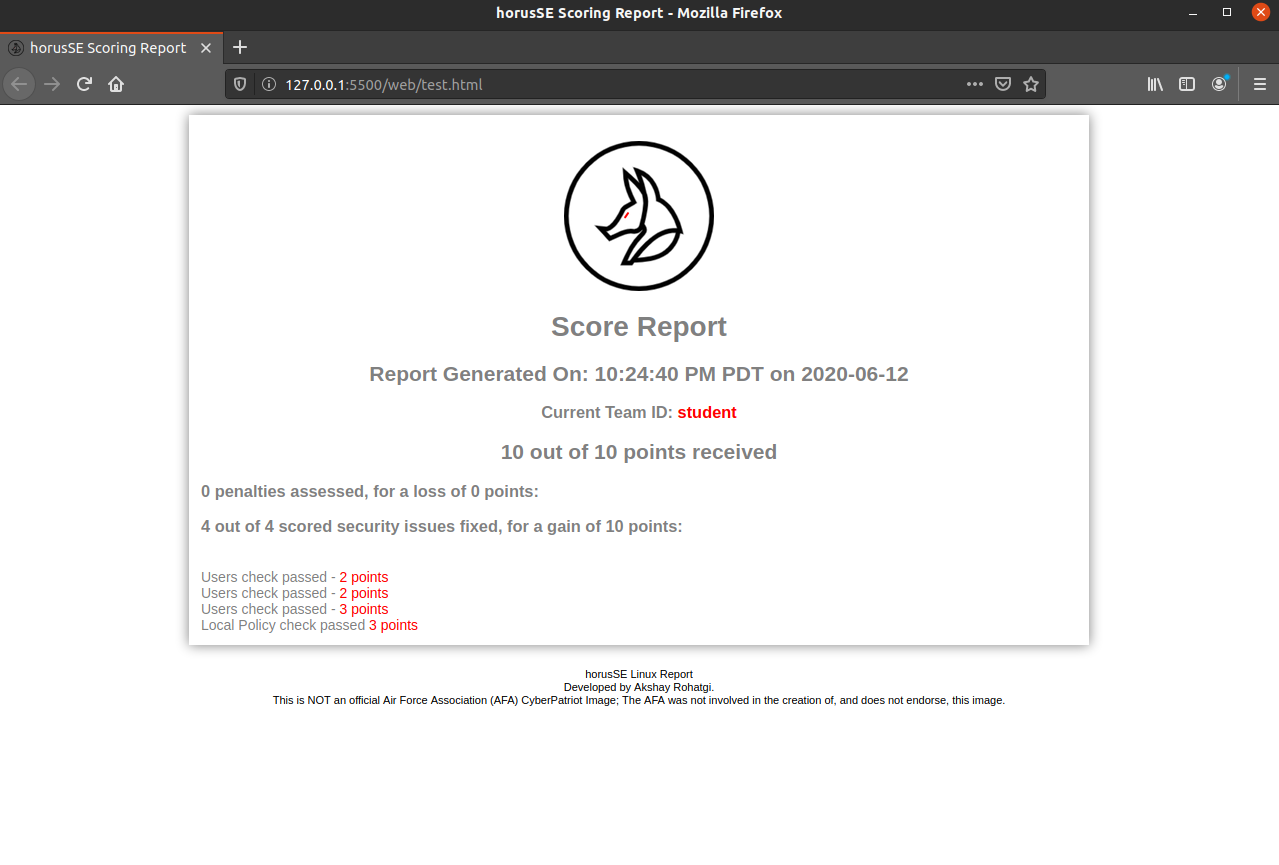 horusSE Scoring Report - Mozilla Firefox
horusSE Scoring Report
127.0.0.1:5500/web/test.html
Score Report
Report Generated On: 10:24:40 PM PDT on 2020-06-12
Current Team ID: student
10 out of 10 points received
0 penalties assessed, for a loss of 0 points:
4 out of 4 scored security issues fixed, for a gain of 10 points:
Users check passed - 2 points
Users check passed - 2 points
Users check passed - 3 points
Local Policy check passed 3 points
horusSE Linux Report
Developed by Akshay Rohatgi.
This is NOT an official Air Force Association (AFA) CyberPatriot Image; The AFA was not involved in the creation of, and does not endorse, this image.